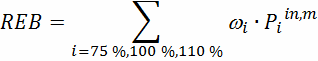 REB = ∑ ω_i · P_i^{in,m}
i=75 %,100 %,110 %